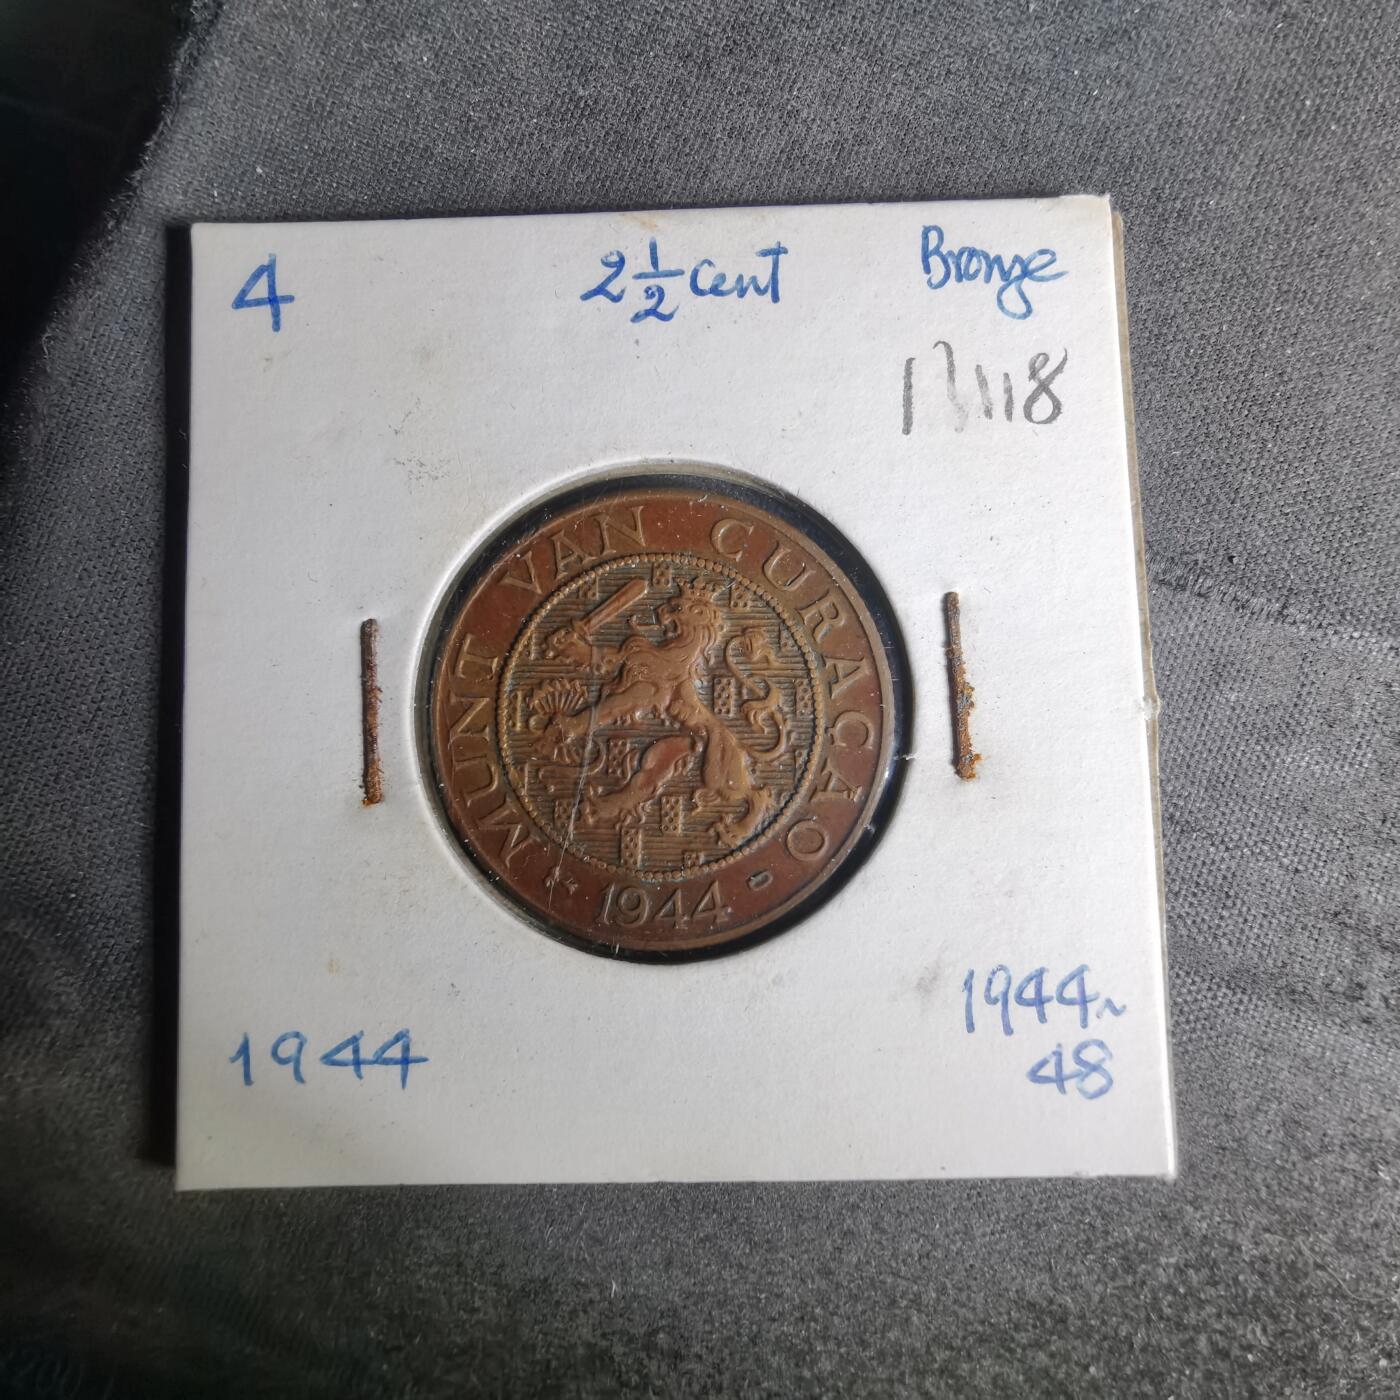 4
2 1/2 cent
Bronze
MUNT VAN CURAÇAO
1944
1944
1944~
48